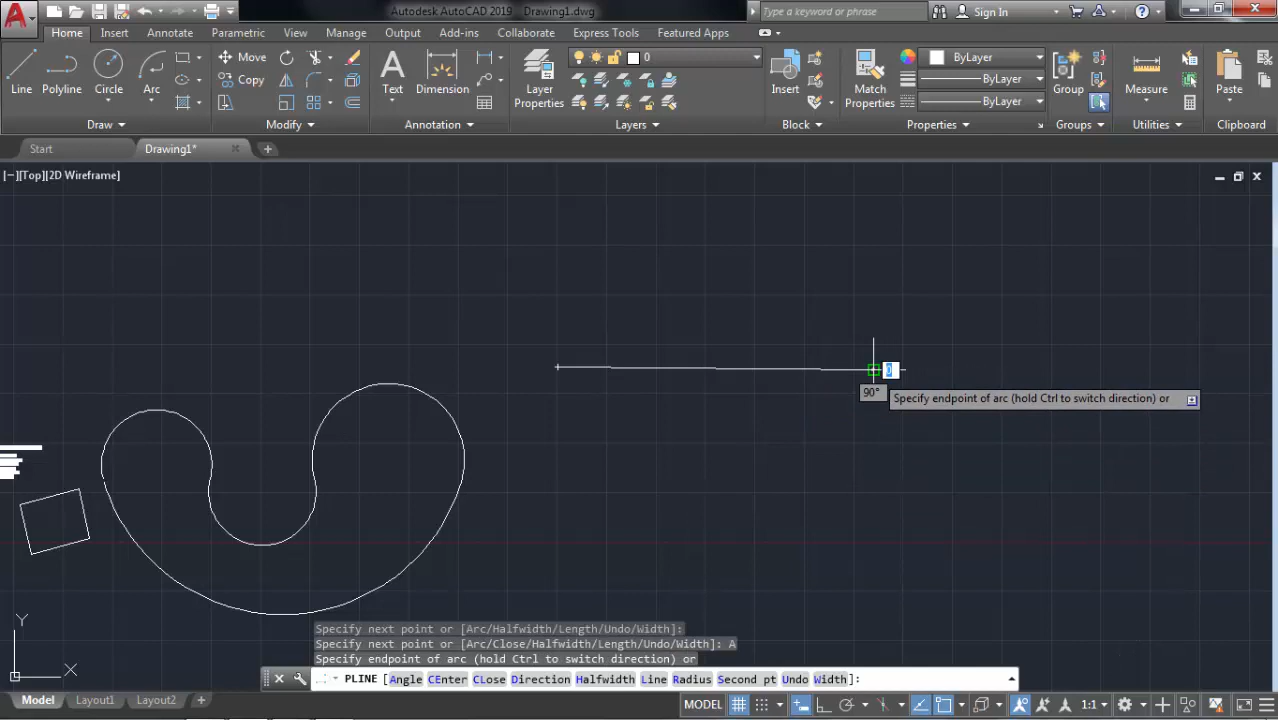 Autodesk AutoCAD 2019 Drawing1.dwg
Type a keyword or phrase
Sign In
Home Insert Annotate Parametric View Manage Output Add-ins Collaborate Express Tools Featured Apps
Line Polyline Circle Arc
Move
Copy
Text Dimension
Layer Properties
0
Insert
Match Properties
ByLayer
ByLayer
ByLayer
Group
Measure
Paste
Draw Modify Annotation Layers Block Properties Groups Utilities Clipboard
Start Drawing1*
[−][Top][2D Wireframe]
0
90°
Specify endpoint of arc (hold Ctrl to switch direction) or
Y
X
Specify next point or [Arc/Halfwidth/Length/Undo/Width]:
Specify next point or [Arc/Close/Halfwidth/Length/Undo/Width]: A
Specify endpoint of arc (hold Ctrl to switch direction) or
PLINE [Angle CEnter CLose Direction Halfwidth Line Radius Second pt Undo Width]:
Model Layout1 Layout2
MODEL 1:1